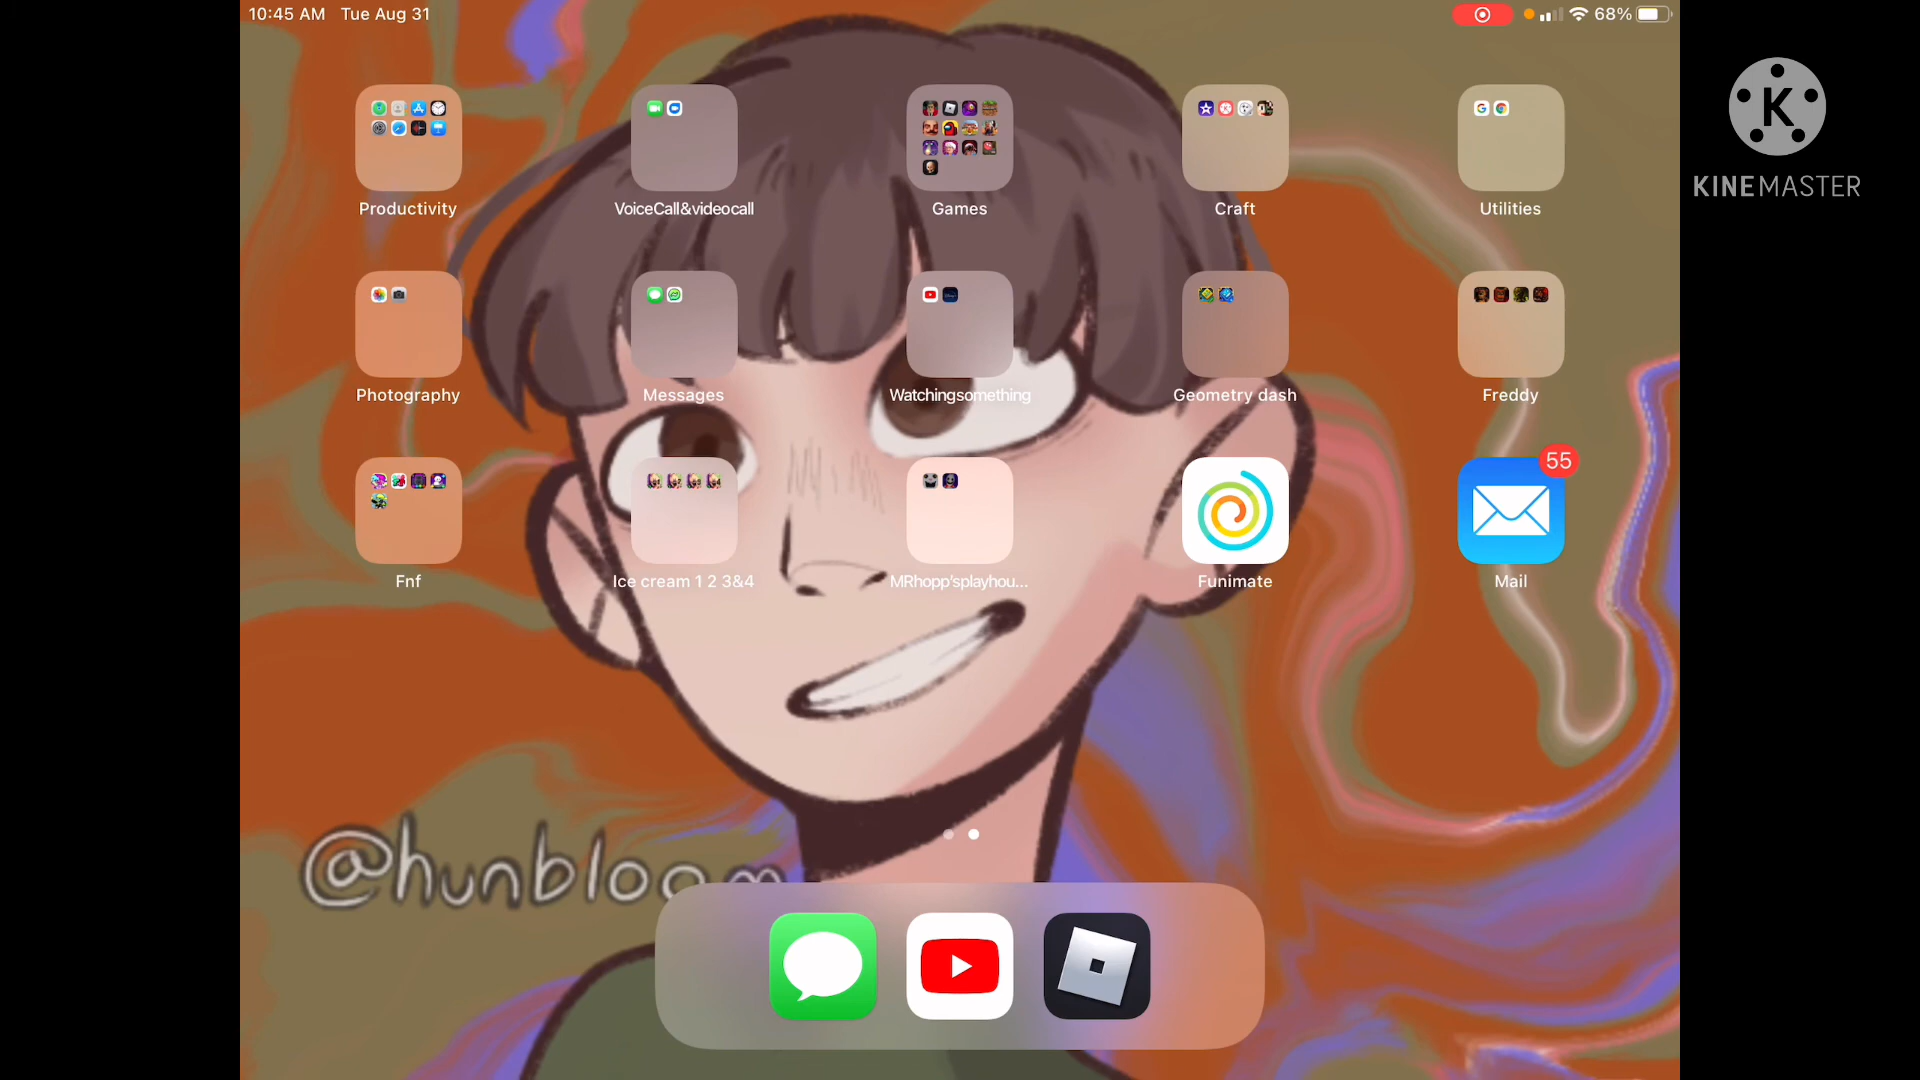 10:45 AM Tue Aug 31
68%
KINEMASTER
Productivity
VoiceCall&videocall
Games
Craft
Utilities
Photography
Messages
Watchingsomething
Geometry dash
Freddy
55
Fnf
Ice cream 1 2 3&4
MRhopp'splayhou...
Funimate
Mail
@hunbloom